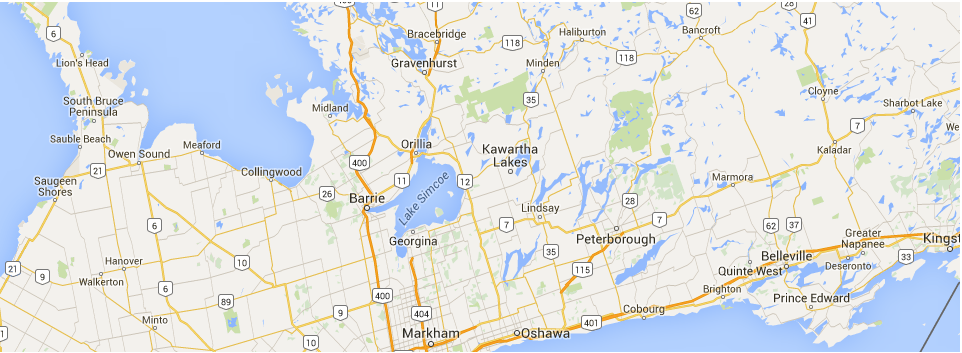 400
11
62
28
41
6
Bracebridge
Haliburton
Bancroft
118
118
Lion's Head
Gravenhurst
Minden
Cloyne
South Bruce
Peninsula
Midland
35
Sharbot Lake
7
Sauble Beach
Owen Sound
Meaford
Orillia
Kawartha
Lakes
Kaladar
21
Collingwood
400
11
12
Marmora
Saugeen
Shores
26
Barrie
Lake Simcoe
Lindsay
28
6
7
7
62
37
Georgina
Peterborough
Greater
Napanee
Kingst
21
9
Hanover
Walkerton
10
35
115
Belleville
Quinte West
Deseronto
33
6
89
400
Brighton
Prince Edward
Minto
9
404
Cobourg
401
10
Markham
Oshawa